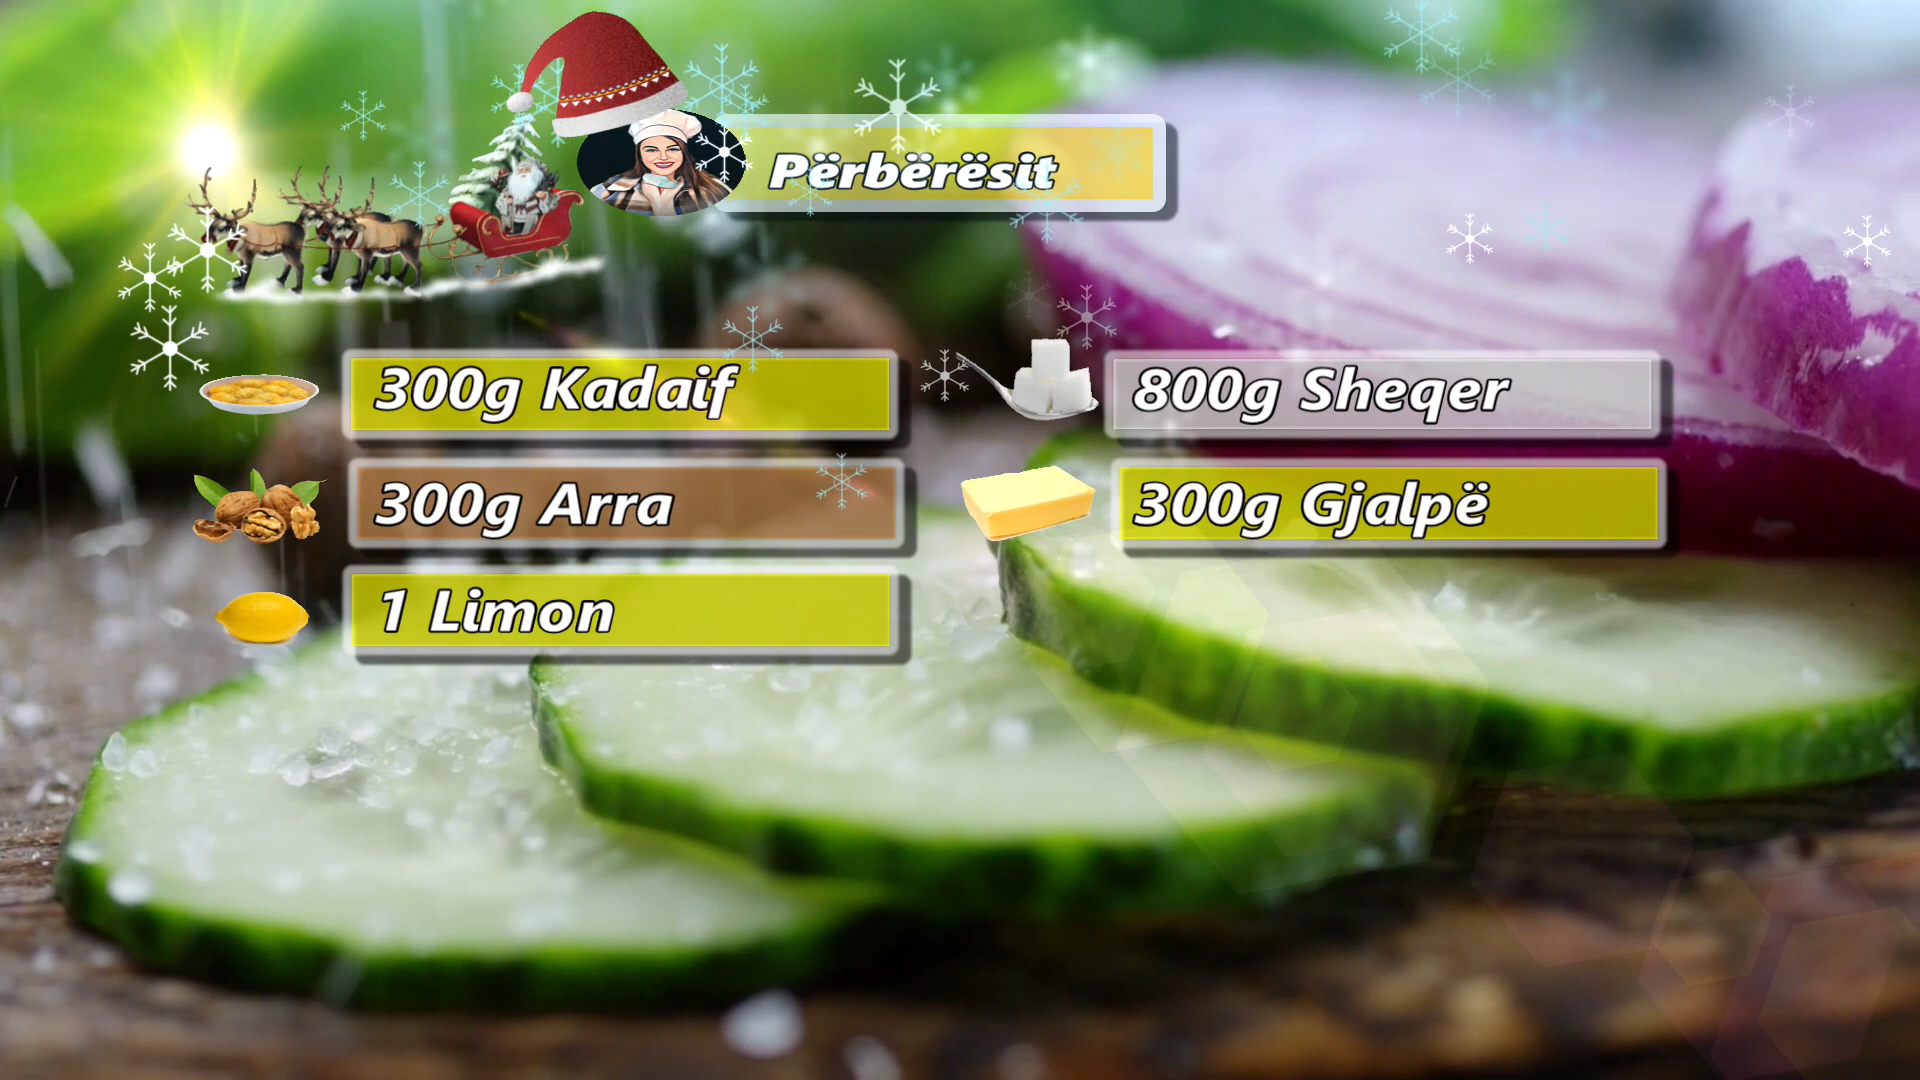 Përbërësit
300g Kadaif
300g Arra
1 Limon
800g Sheqer
300g Gjalpë